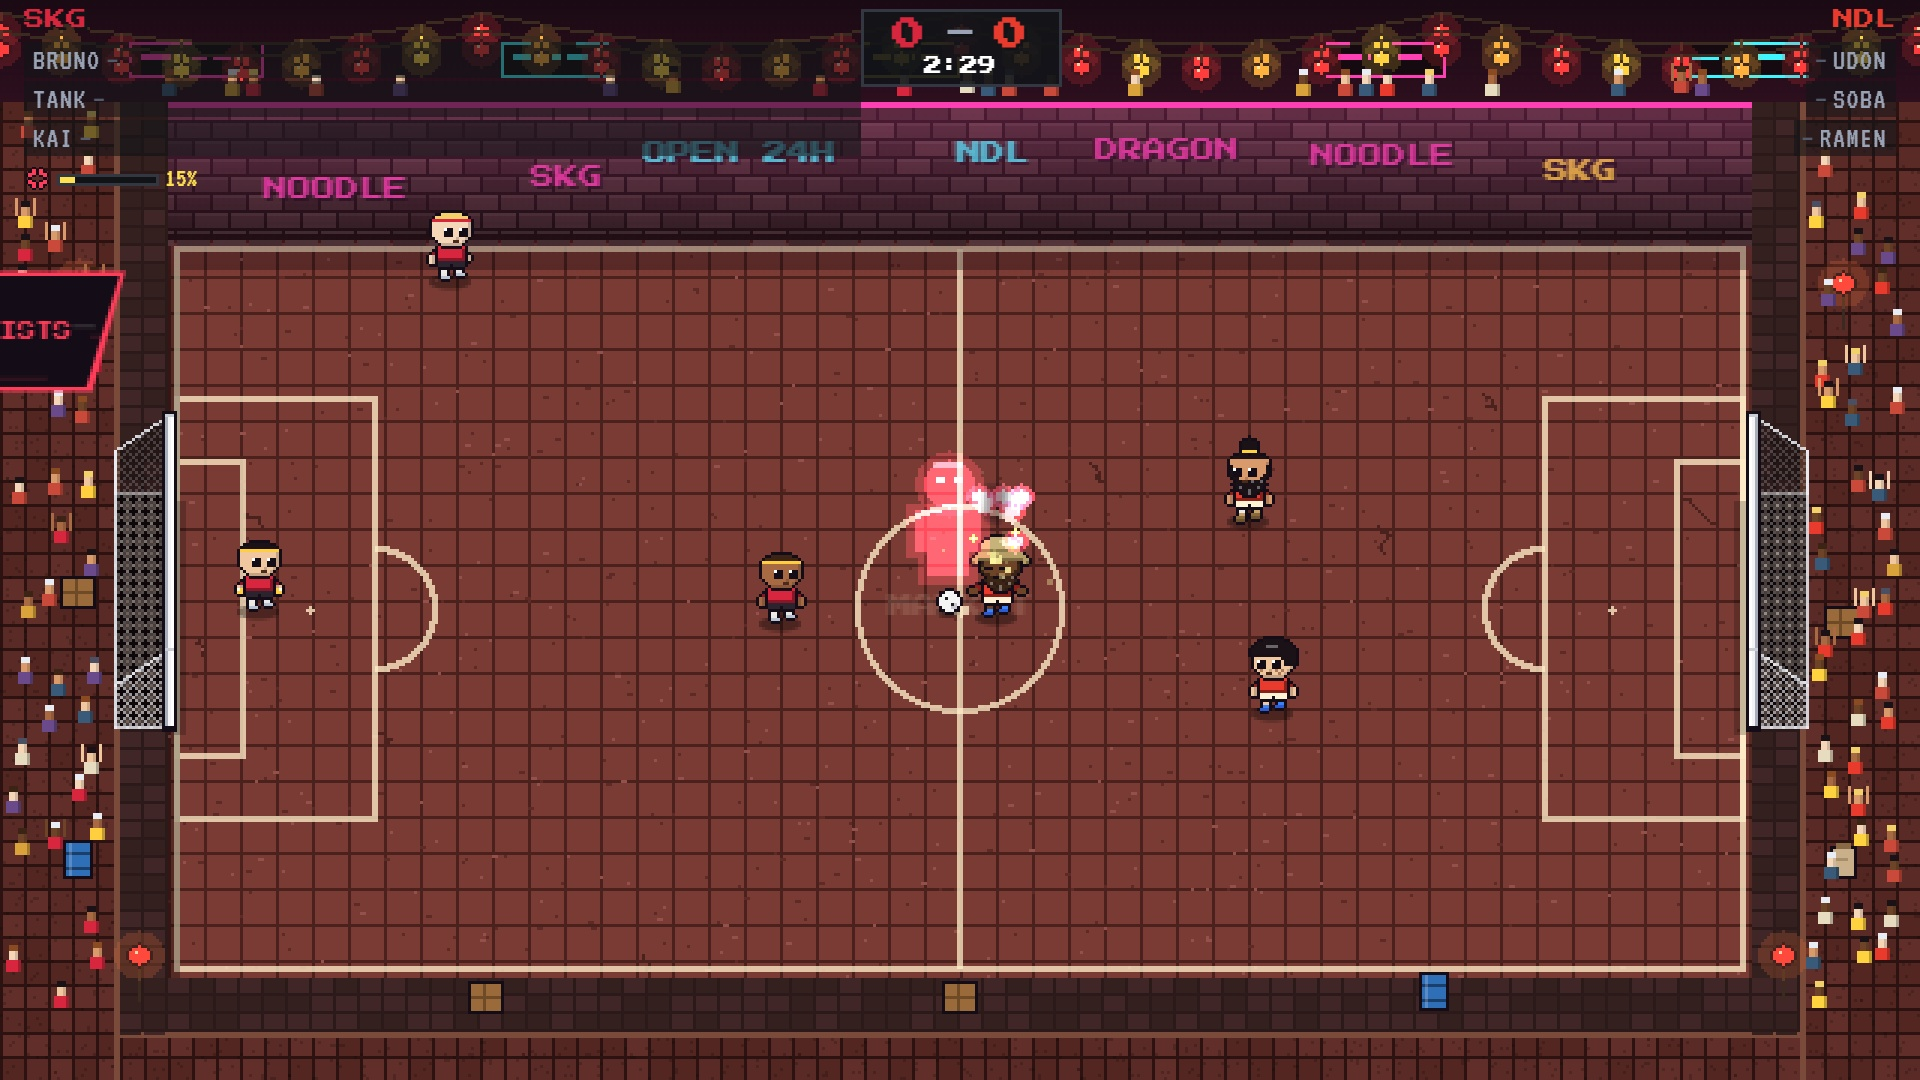 SKG
0 — 0
NDL
BRUNO
2:29
UDON
TANK
SOBA
KAI
RAMEN
15%
NOODLE
SKG
OPEN 24H
NDL
DRAGON
NOODLE
SKG
ISTS